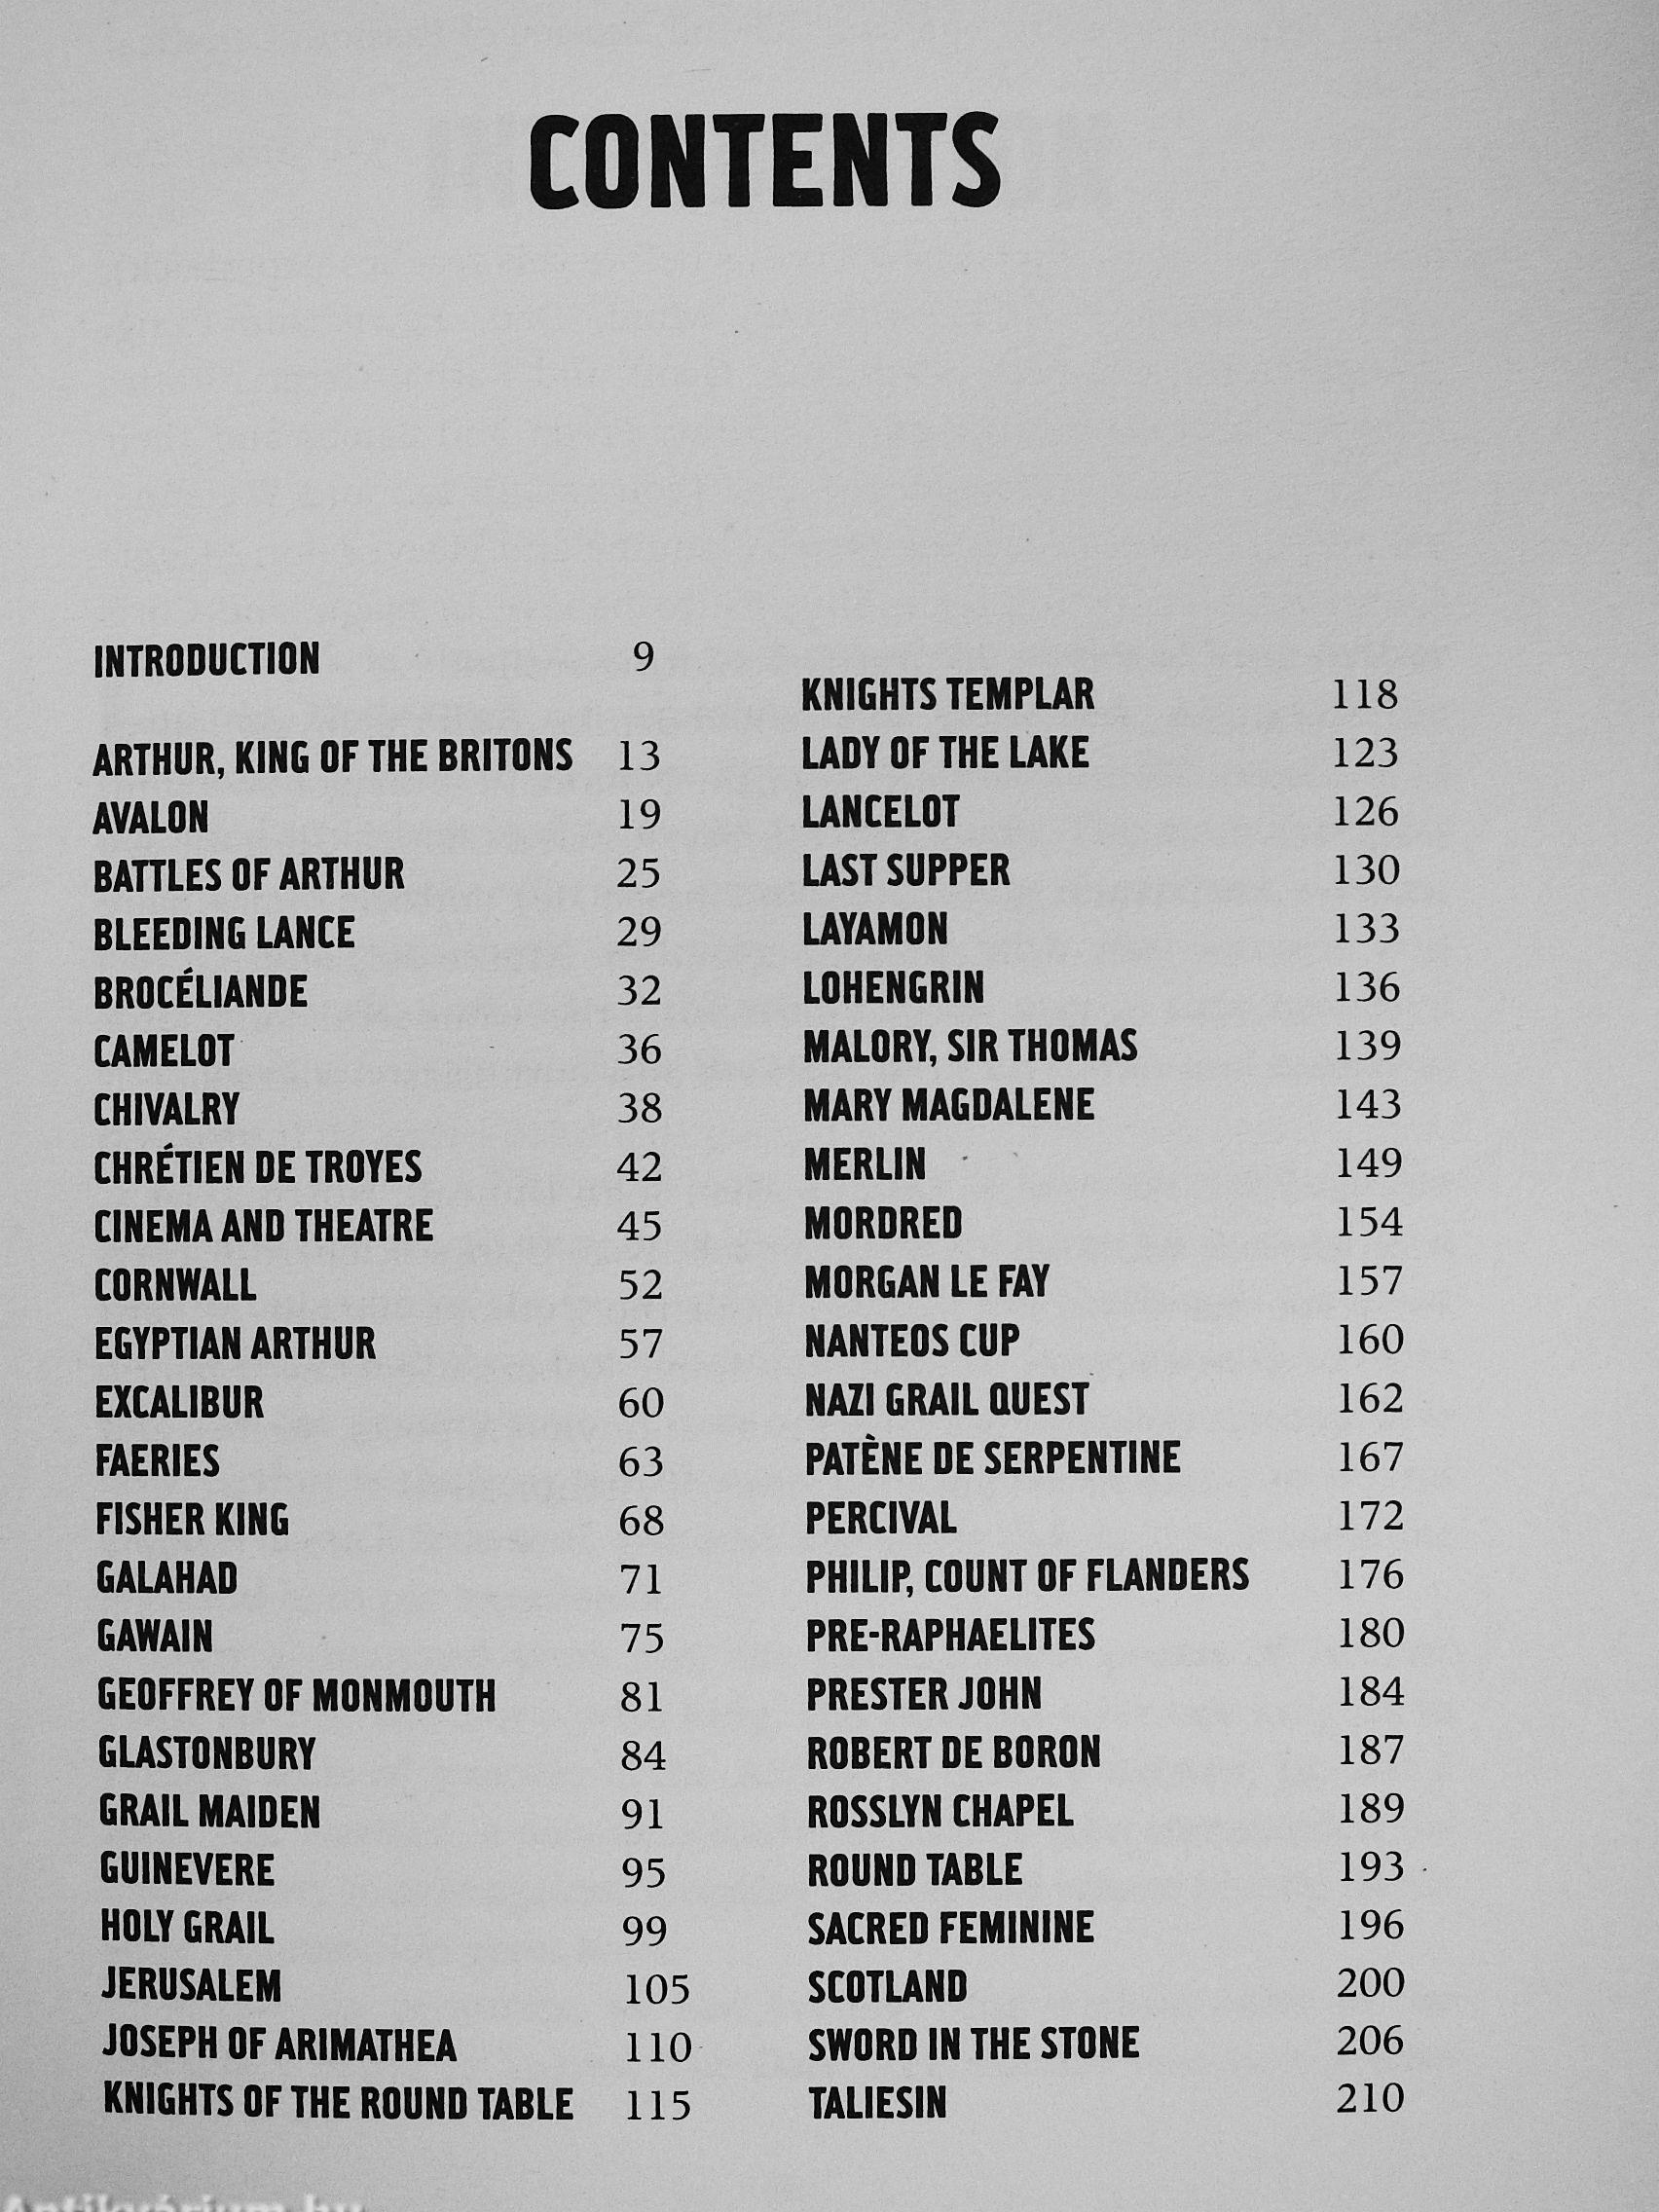 CONTENTS
INTRODUCTION 9
ARTHUR, KING OF THE BRITONS 13
AVALON 19
BATTLES OF ARTHUR 25
BLEEDING LANCE 29
BROCÉLIANDE 32
CAMELOT 36
CHIVALRY 38
CHRÉTIEN DE TROYES 42
CINEMA AND THEATRE 45
CORNWALL 52
EGYPTIAN ARTHUR 57
EXCALIBUR 60
FAERIES 63
FISHER KING 68
GALAHAD 71
GAWAIN 75
GEOFFREY OF MONMOUTH 81
GLASTONBURY 84
GRAIL MAIDEN 91
GUINEVERE 95
HOLY GRAIL 99
JERUSALEM 105
JOSEPH OF ARIMATHEA 110
KNIGHTS OF THE ROUND TABLE 115
KNIGHTS TEMPLAR 118
LADY OF THE LAKE 123
LANCELOT 126
LAST SUPPER 130
LAYAMON 133
LOHENGRIN 136
MALORY, SIR THOMAS 139
MARY MAGDALENE 143
MERLIN 149
MORDRED 154
MORGAN LE FAY 157
NANTEOS CUP 160
NAZI GRAIL QUEST 162
PATÈNE DE SERPENTINE 167
PERCIVAL 172
PHILIP, COUNT OF FLANDERS 176
PRE-RAPHAELITES 180
PRESTER JOHN 184
ROBERT DE BORON 187
ROSSLYN CHAPEL 189
ROUND TABLE 193
SACRED FEMININE 196
SCOTLAND 200
SWORD IN THE STONE 206
TALIESIN 210
Antikvárium.hu